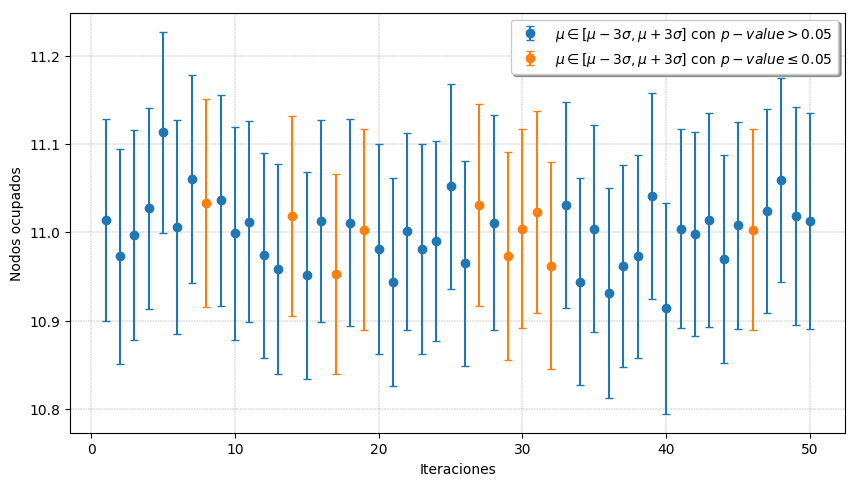 μ ∈ [μ − 3σ, μ + 3σ] con p − value > 0.05
μ ∈ [μ − 3σ, μ + 3σ] con p − value ≤ 0.05
11.2
11.1
11.0
10.9
10.8
Nodos ocupados
0 10 20 30 40 50
Iteraciones